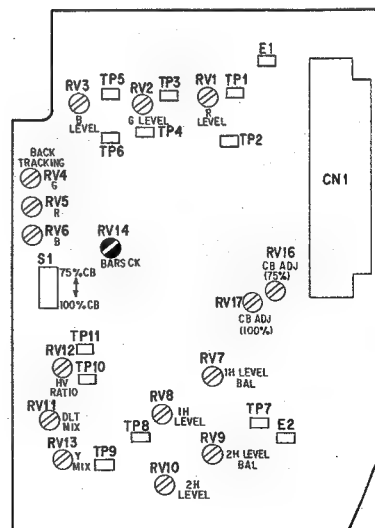 E1
RV3
TP5
RV2
TP3
RV1
TP1
B
LEVEL
G LEVEL
R
LEVEL
TP6
TP4
TP2
CN1
BACK
TRACKING
RV4
G
RV5
R
RV6
B
RV14
BARS CK
S1
75%CB
100%CB
RV16
CB ADJ
(75%)
RV17
CB ADJ
(100%)
TP11
RV12
TP10
HV
RATIO
RV7
1H LEVEL
BAL
RV11
DLT
MIX
RV8
1H
LEVEL
TP7
E2
TP8
RV13
Y
MIX
TP9
RV9
2H LEVEL
BAL
RV10
2H
LEVEL